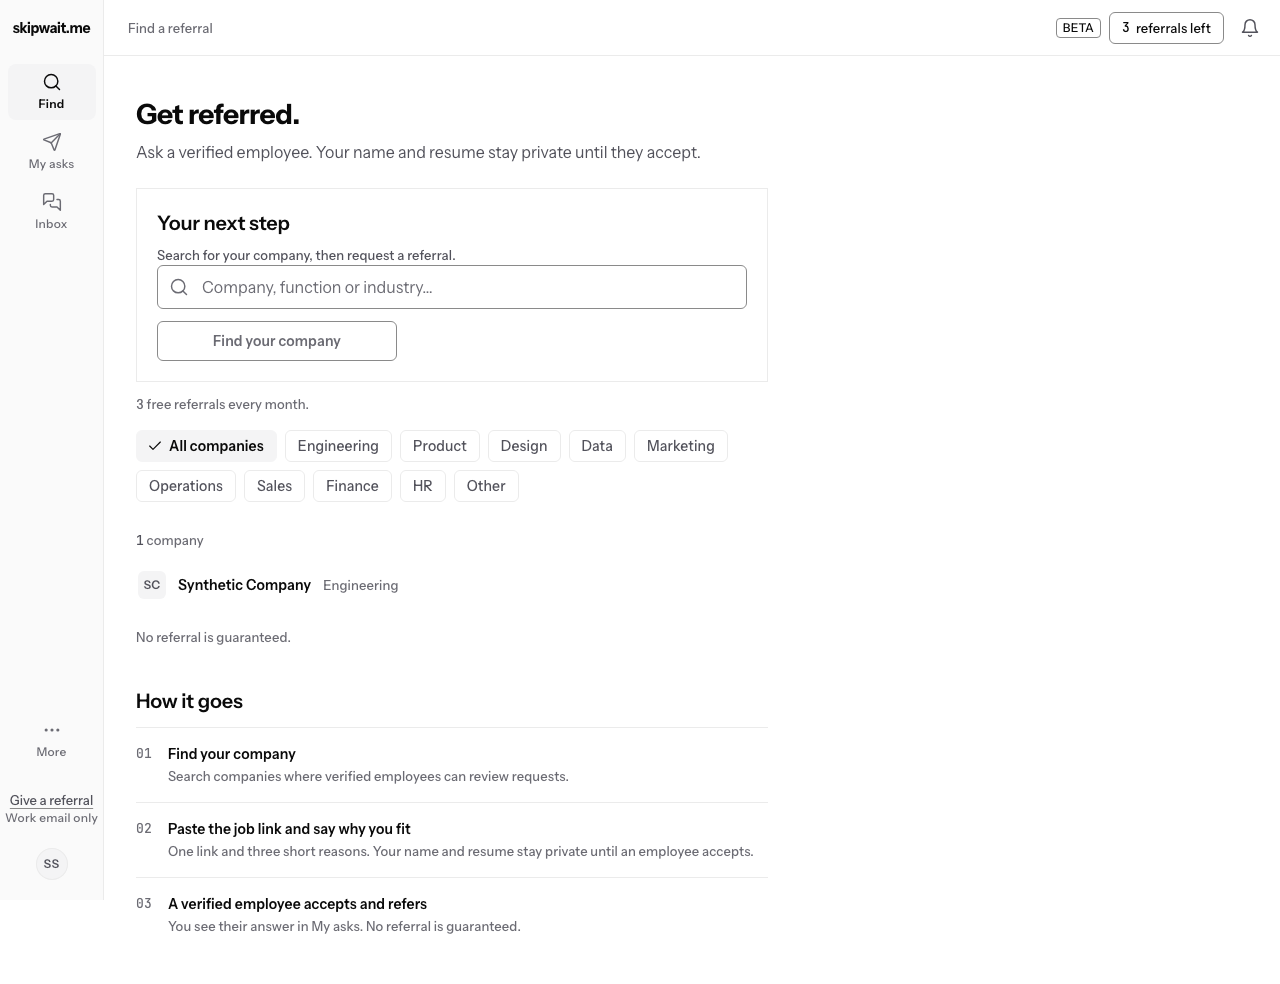 skipwait.me
Find a referral
BETA
3 referrals left
Find
My asks
Inbox
Get referred.
Ask a verified employee. Your name and resume stay private until they accept.
Your next step
Search for your company, then request a referral.
Company, function or industry...
Find your company
3 free referrals every month.
All companies
Engineering
Product
Design
Data
Marketing
Operations
Sales
Finance
HR
Other
1 company
SC
Synthetic Company
Engineering
No referral is guaranteed.
How it goes
01 Find your company
Search companies where verified employees can review requests.
02 Paste the job link and say why you fit
One link and three short reasons. Your name and resume stay private until an employee accepts.
03 A verified employee accepts and refers
You see their answer in My asks. No referral is guaranteed.
More
Give a referral
Work email only
SS